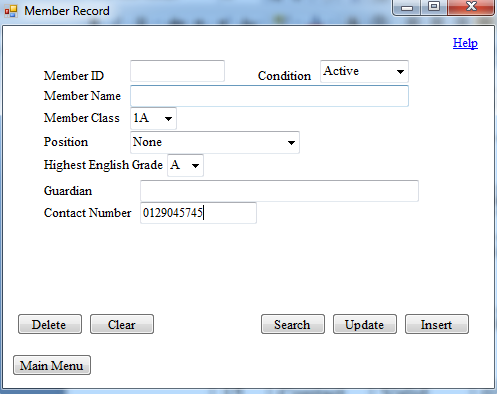 Member Record
Help
Member ID Condition Active
Member Name
Member Class 1A
Position None
Highest English Grade A
Guardian
Contact Number 0129045745
Delete Clear Search Update Insert
Main Menu